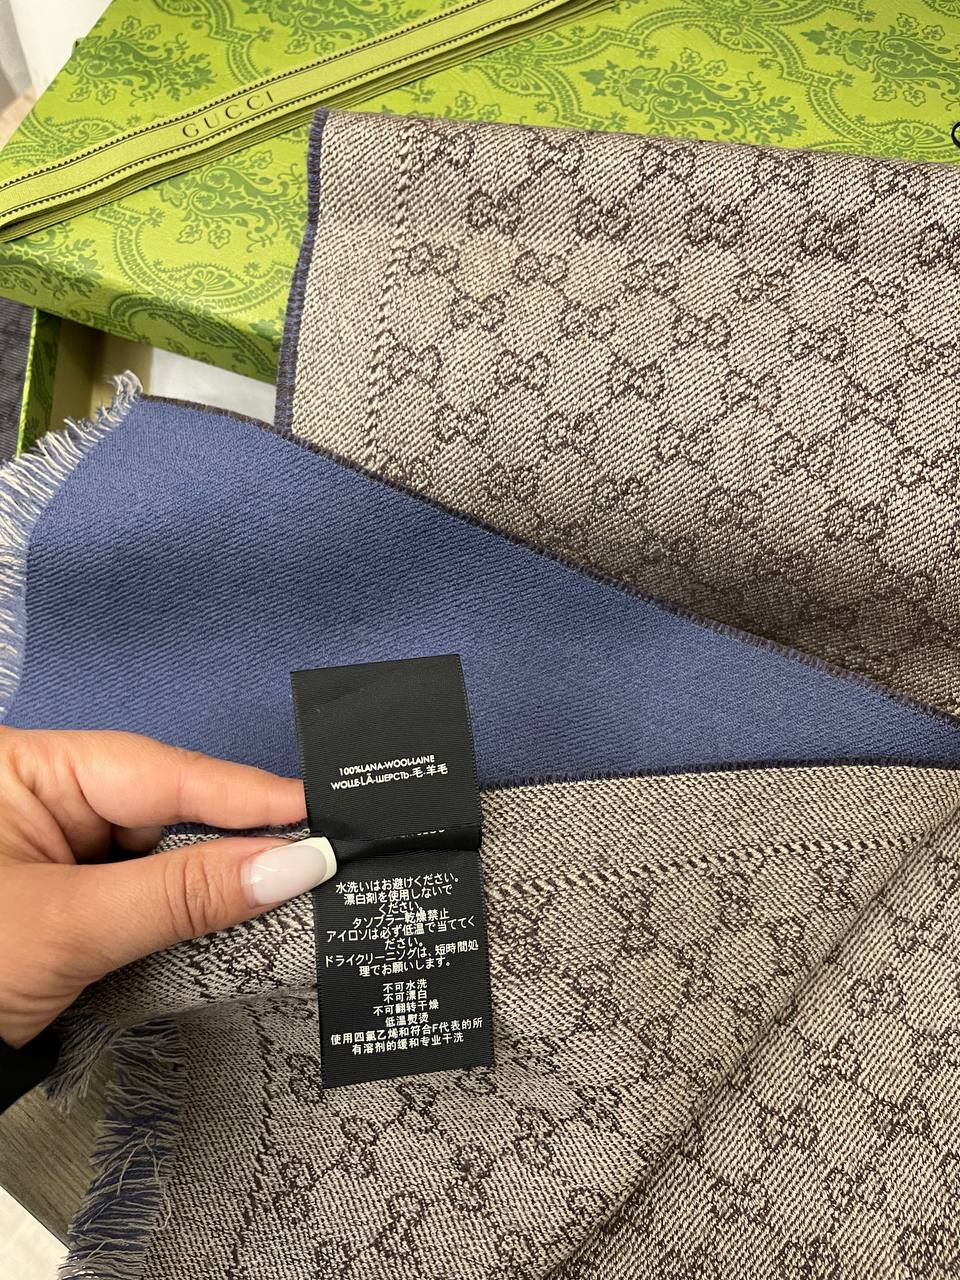 GUCCI
100%LANA-WOOL-LAINE
WOLLE-LÃ-ШЕРСТЬ-毛-羊毛
水洗いはお避けください。
漂白剤を使用しないで
ください。
タンブラー乾燥禁止
アイロンは必ず低温で当ててく
ださい。
ドライクリーニングは、短時間処
理でお願いします。
不可水洗
不可漂白
不可翻转干燥
低温熨烫
使用四氯乙烯和符合F代表的所
有溶剂的缓和专业干洗